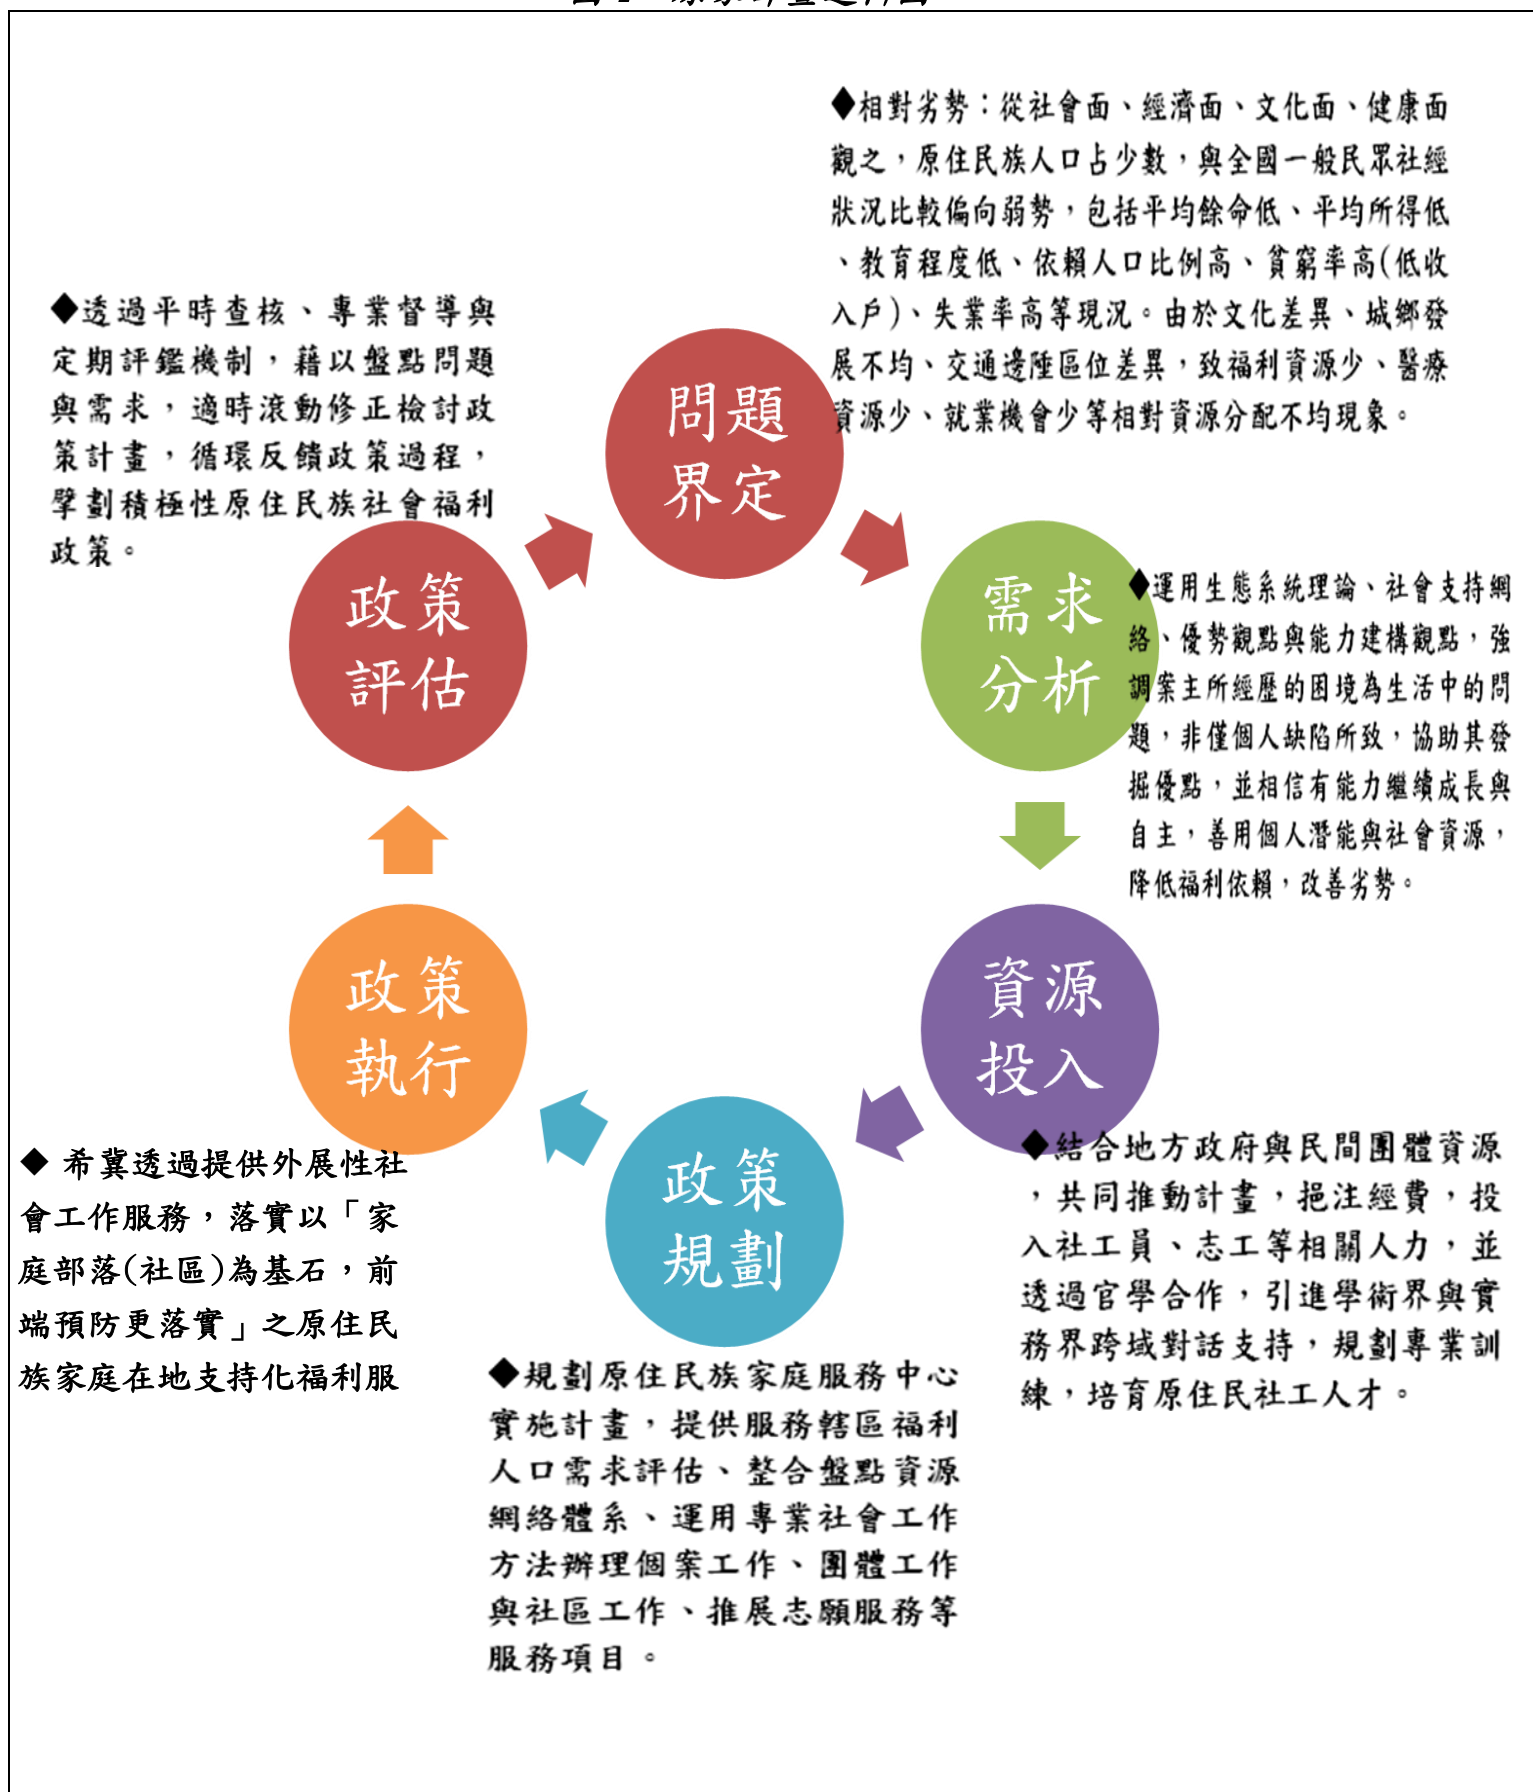 ◆相對劣勢：從社會面、經濟面、文化面、健康面
觀之，原住民族人口占少數，與全國一般民眾社經
狀況比較偏向弱勢，包括平均餘命低、平均所得低
、教育程度低、依賴人口比例高、貧窮率高(低收
入戶)、失業率高等現況。由於文化差異、城鄉發
展不均、交通邊陲區位差異，致福利資源少、醫療
資源少、就業機會少等相對資源分配不均現象。
問題
界定
◆運用生態系統理論、社會支持網
絡、優勢觀點與能力建構觀點，強
調案主所經歷的困境為生活中的問
題，非僅個人缺陷所致，協助其發
掘優點，並相信有能力繼續成長與
自主，善用個人潛能與社會資源，
降低福利依賴，改善劣勢。
需求
分析
資源
投入
◆結合地方政府與民間團體資源
，共同推動計畫，挹注經費，投
入社工員、志工等相關人力，並
透過官學合作，引進學術界與實
務界跨域對話支持，規劃專業訓
練，培育原住民社工人才。
政策
規劃
◆規劃原住民族家庭服務中心
實施計畫，提供服務轄區福利
人口需求評估、整合盤點資源
網絡體系、運用專業社會工作
方法辦理個案工作、團體工作
與社區工作、推展志願服務等
服務項目。
政策
執行
◆ 希冀透過提供外展性社
會工作服務，落實以「家
庭部落(社區)為基石，前
端預防更落實」之原住民
族家庭在地支持化福利服
◆透過平時查核、專業督導與
定期評鑑機制，藉以盤點問題
與需求，適時滾動修正檢討政
策計畫，循環反饋政策過程，
擘劃積極性原住民族社會福利
政策。
政策
評估